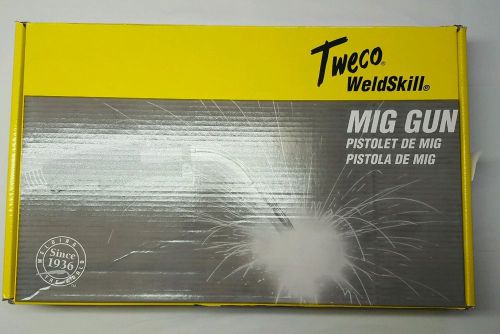 Tweco®
WeldSkill®
MIG GUN
PISTOLET DE MIG
PISTOLA DE MIG
Since
1936